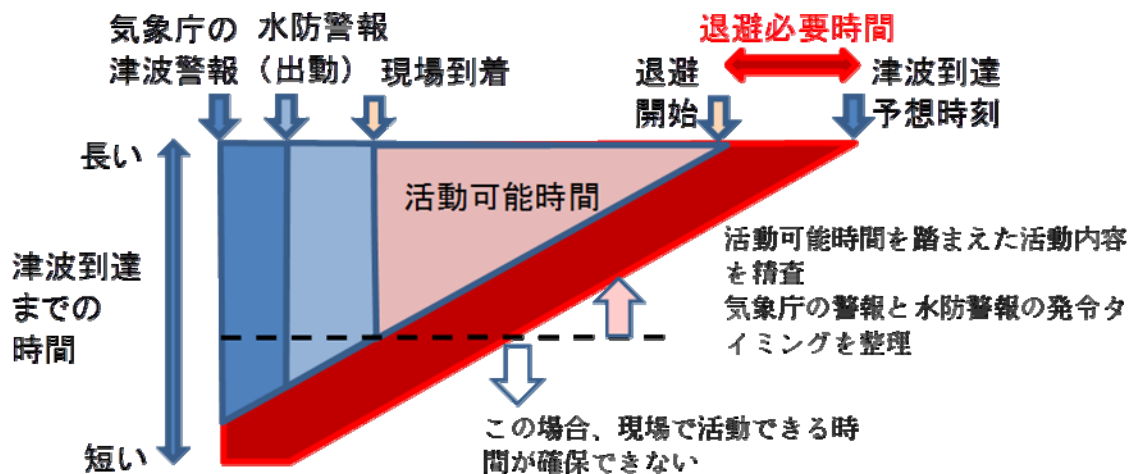 気象庁の
津波警報
水防警報
（出動）
現場到着
退避必要時間
退避
開始
津波到達
予想時刻
長い
活動可能時間
津波到達
までの
時間
短い
活動可能時間を踏まえた活動内容
を精査
気象庁の警報と水防警報の発令タ
イミングを整理
この場合、現場で活動できる時
間が確保できない